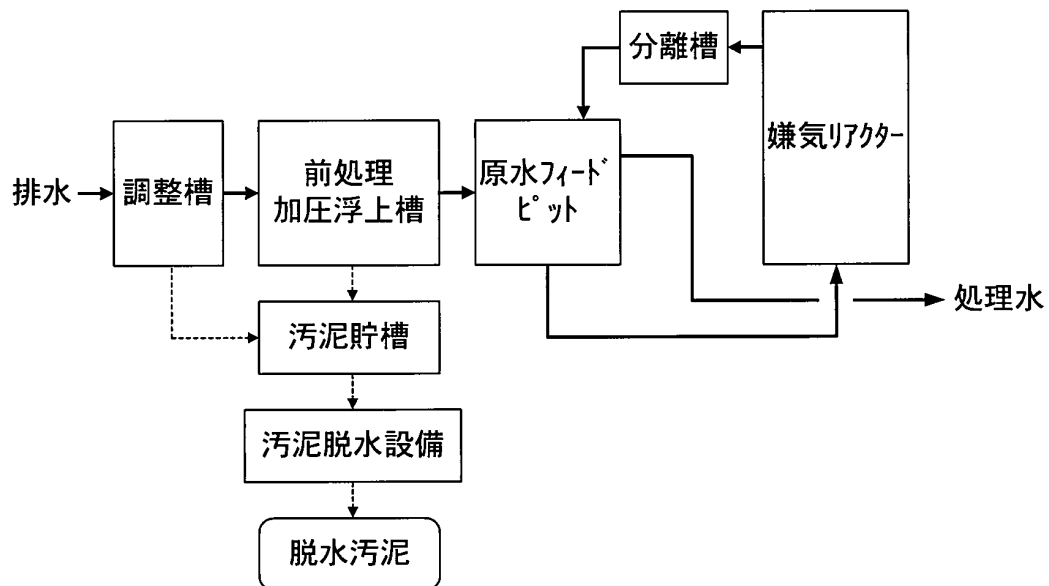 分離槽
嫌気ﾘｱｸﾀｰ
排水
調整槽
前処理
加圧浮上槽
原水ﾌｨｰﾄﾞ
ﾋﾟｯﾄ
処理水
汚泥貯槽
汚泥脱水設備
脱水汚泥